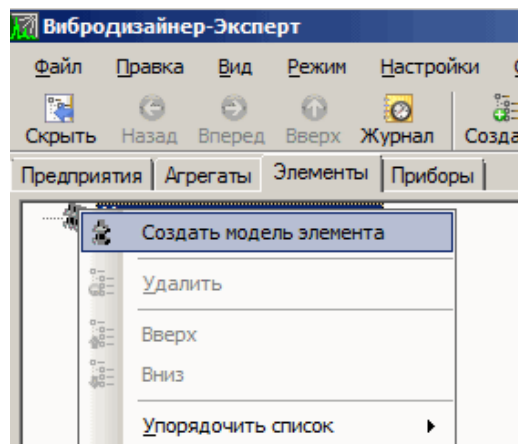 Вибродизайнер-Эксперт
Файл Правка Вид Режим Настройки
Скрыть Назад Вперед Вверх Журнал Созда
Предприятия Агрегаты Элементы Приборы
Создать модель элемента
Удалить
Вверх
Вниз
Упорядочить список